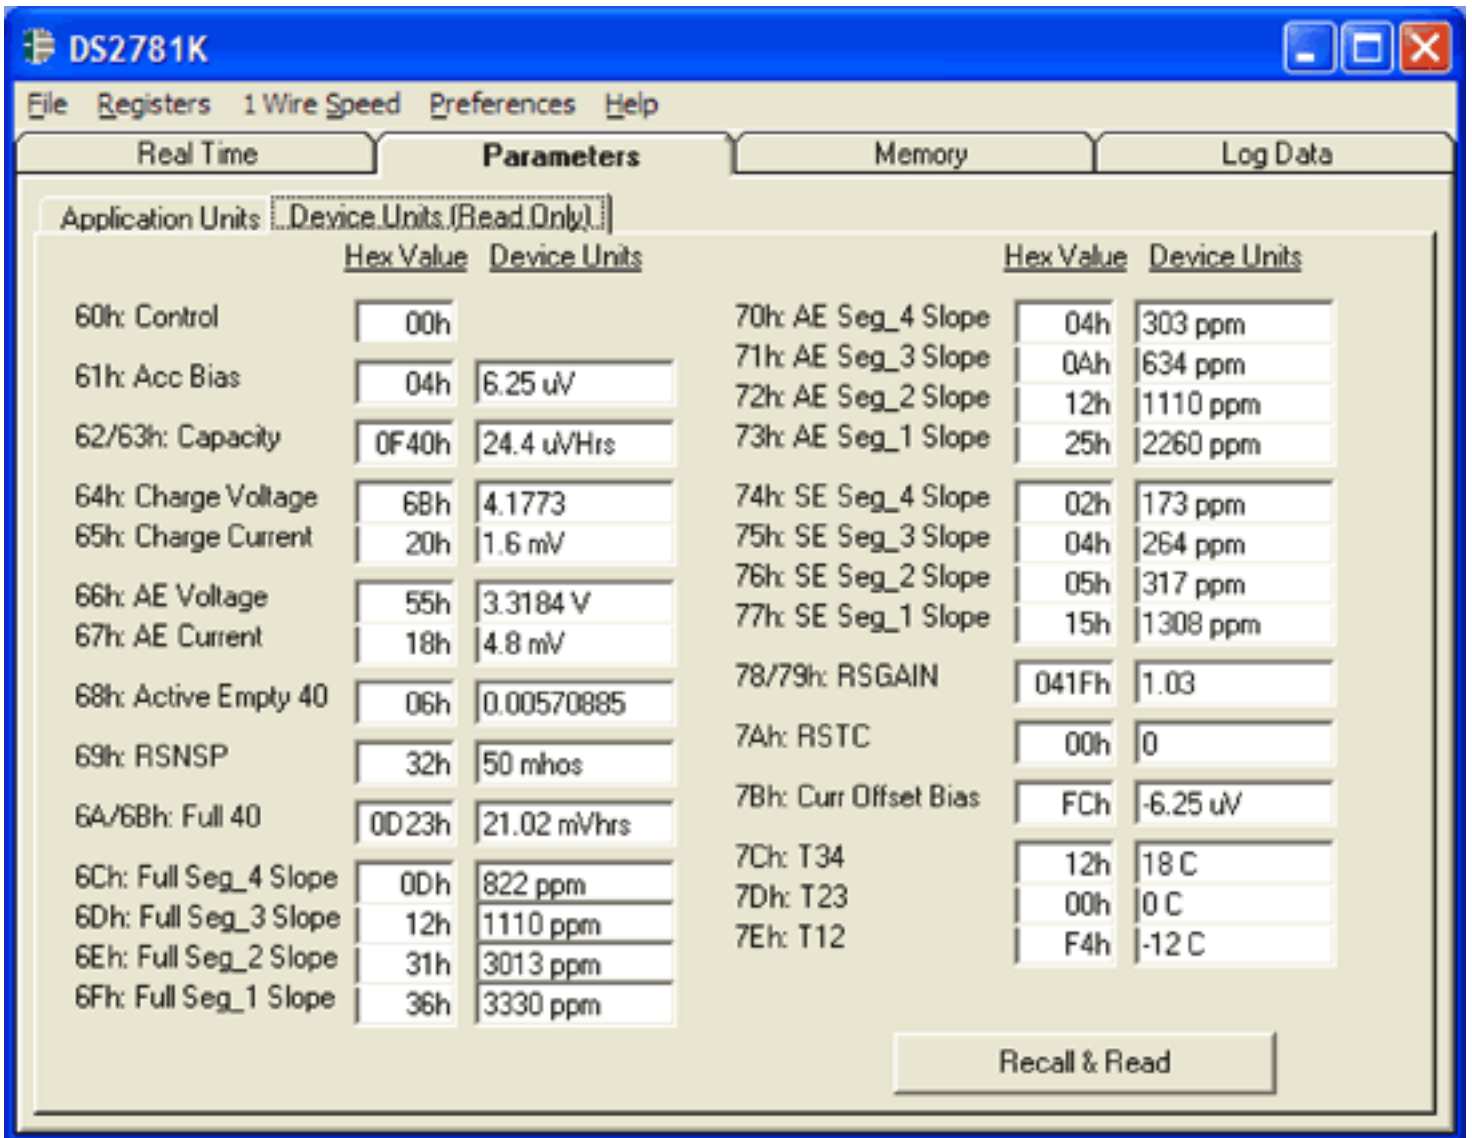 DS2781K
File Registers 1 Wire Speed Preferences Help
Real Time Parameters Memory Log Data
Application Units Device Units (Read Only)
Hex Value Device Units
60h: Control 00h
61h: Acc Bias 04h 6.25 uV
62/63h: Capacity 0F40h 24.4 uVHrs
64h: Charge Voltage 6Bh 4.1773
65h: Charge Current 20h 1.6 mV
66h: AE Voltage 55h 3.3184 V
67h: AE Current 18h 4.8 mV
68h: Active Empty 40 06h 0.00570885
69h: RSNSP 32h 50 mhos
6A/6Bh: Full 40 0D23h 21.02 mVhrs
6Ch: Full Seg_4 Slope 0Dh 822 ppm
6Dh: Full Seg_3 Slope 12h 1110 ppm
6Eh: Full Seg_2 Slope 31h 3013 ppm
6Fh: Full Seg_1 Slope 36h 3330 ppm
Hex Value Device Units
70h: AE Seg_4 Slope 04h 303 ppm
71h: AE Seg_3 Slope 0Ah 634 ppm
72h: AE Seg_2 Slope 12h 1110 ppm
73h: AE Seg_1 Slope 25h 2260 ppm
74h: SE Seg_4 Slope 02h 173 ppm
75h: SE Seg_3 Slope 04h 264 ppm
76h: SE Seg_2 Slope 05h 317 ppm
77h: SE Seg_1 Slope 15h 1308 ppm
78/79h: RSGAIN 041Fh 1.03
7Ah: RSTC 00h 0
7Bh: Curr Offset Bias FCh -6.25 uV
7Ch: T34 12h 18 C
7Dh: T23 00h 0 C
7Eh: T12 F4h -12 C
Recall & Read